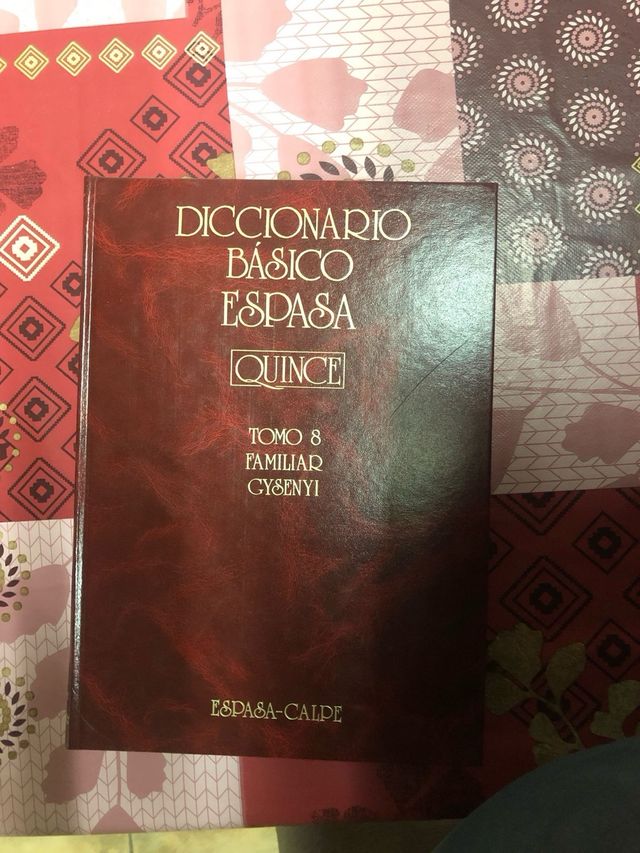 DICCIONARIO
BÁSICO
ESPASA
QUINCE
TOMO 8
FAMILIAR
GYSENYI
ESPASA-CALPE